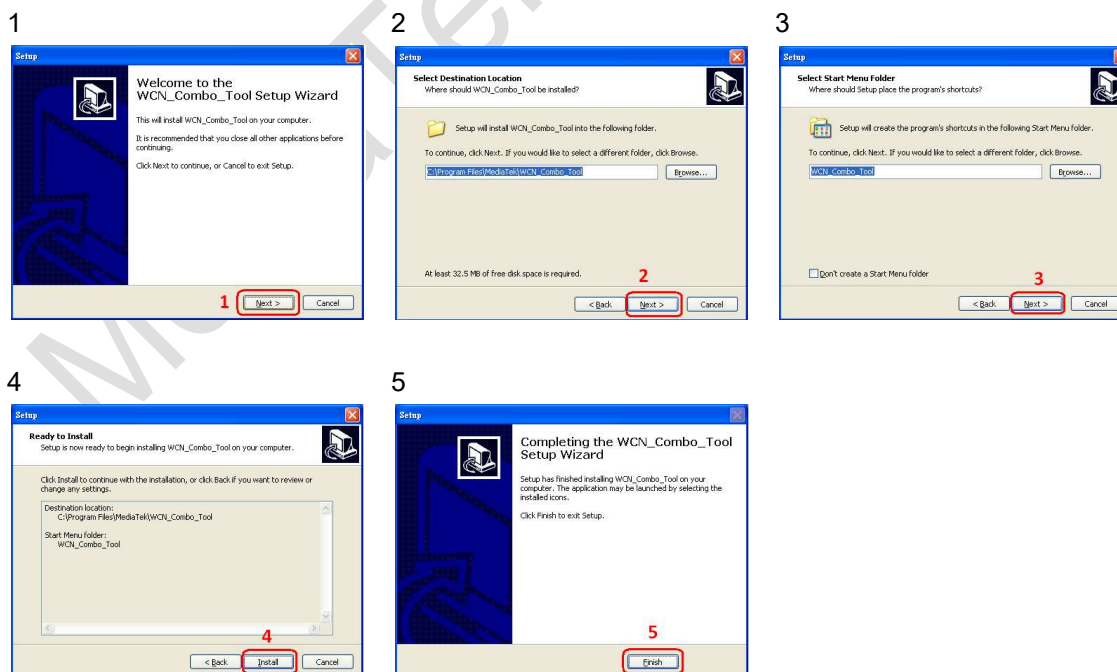 1
Setup
Welcome to the
WCN_Combo_Tool Setup Wizard
This will install WCN_Combo_Tool on your computer.
It is recommended that you close all other applications before
continuing.
Click Next to continue, or Cancel to exit Setup.
1
Next >
Cancel
2
Setup
Select Destination Location
Where should WCN_Combo_Tool be installed?
Setup will install WCN_Combo_Tool into the following folder.
To continue, click Next. If you would like to select a different folder, click Browse.
C:\Program Files\MediaTek\WCN_Combo_Tool
Browse...
At least 32.5 MB of free disk space is required.
2
< Back
Next >
Cancel
3
Setup
Select Start Menu Folder
Where should Setup place the program's shortcuts?
Setup will create the program's shortcuts in the following Start Menu folder.
To continue, click Next. If you would like to select a different folder, click Browse.
WCN_Combo_Tool
Browse...
Don't create a Start Menu folder
3
< Back
Next >
Cancel
4
Setup
Ready to Install
Setup is now ready to begin installing WCN_Combo_Tool on your computer.
Click Install to continue with the installation, or click Back if you want to review or
change any settings.
Destination location:
C:\Program Files\MediaTek\WCN_Combo_Tool
Start Menu folder:
WCN_Combo_Tool
4
< Back
Install
Cancel
5
Setup
Completing the WCN_Combo_Tool
Setup Wizard
Setup has finished installing WCN_Combo_Tool on your
computer. The application may be launched by selecting the
installed icons.
Click Finish to exit Setup.
5
Finish